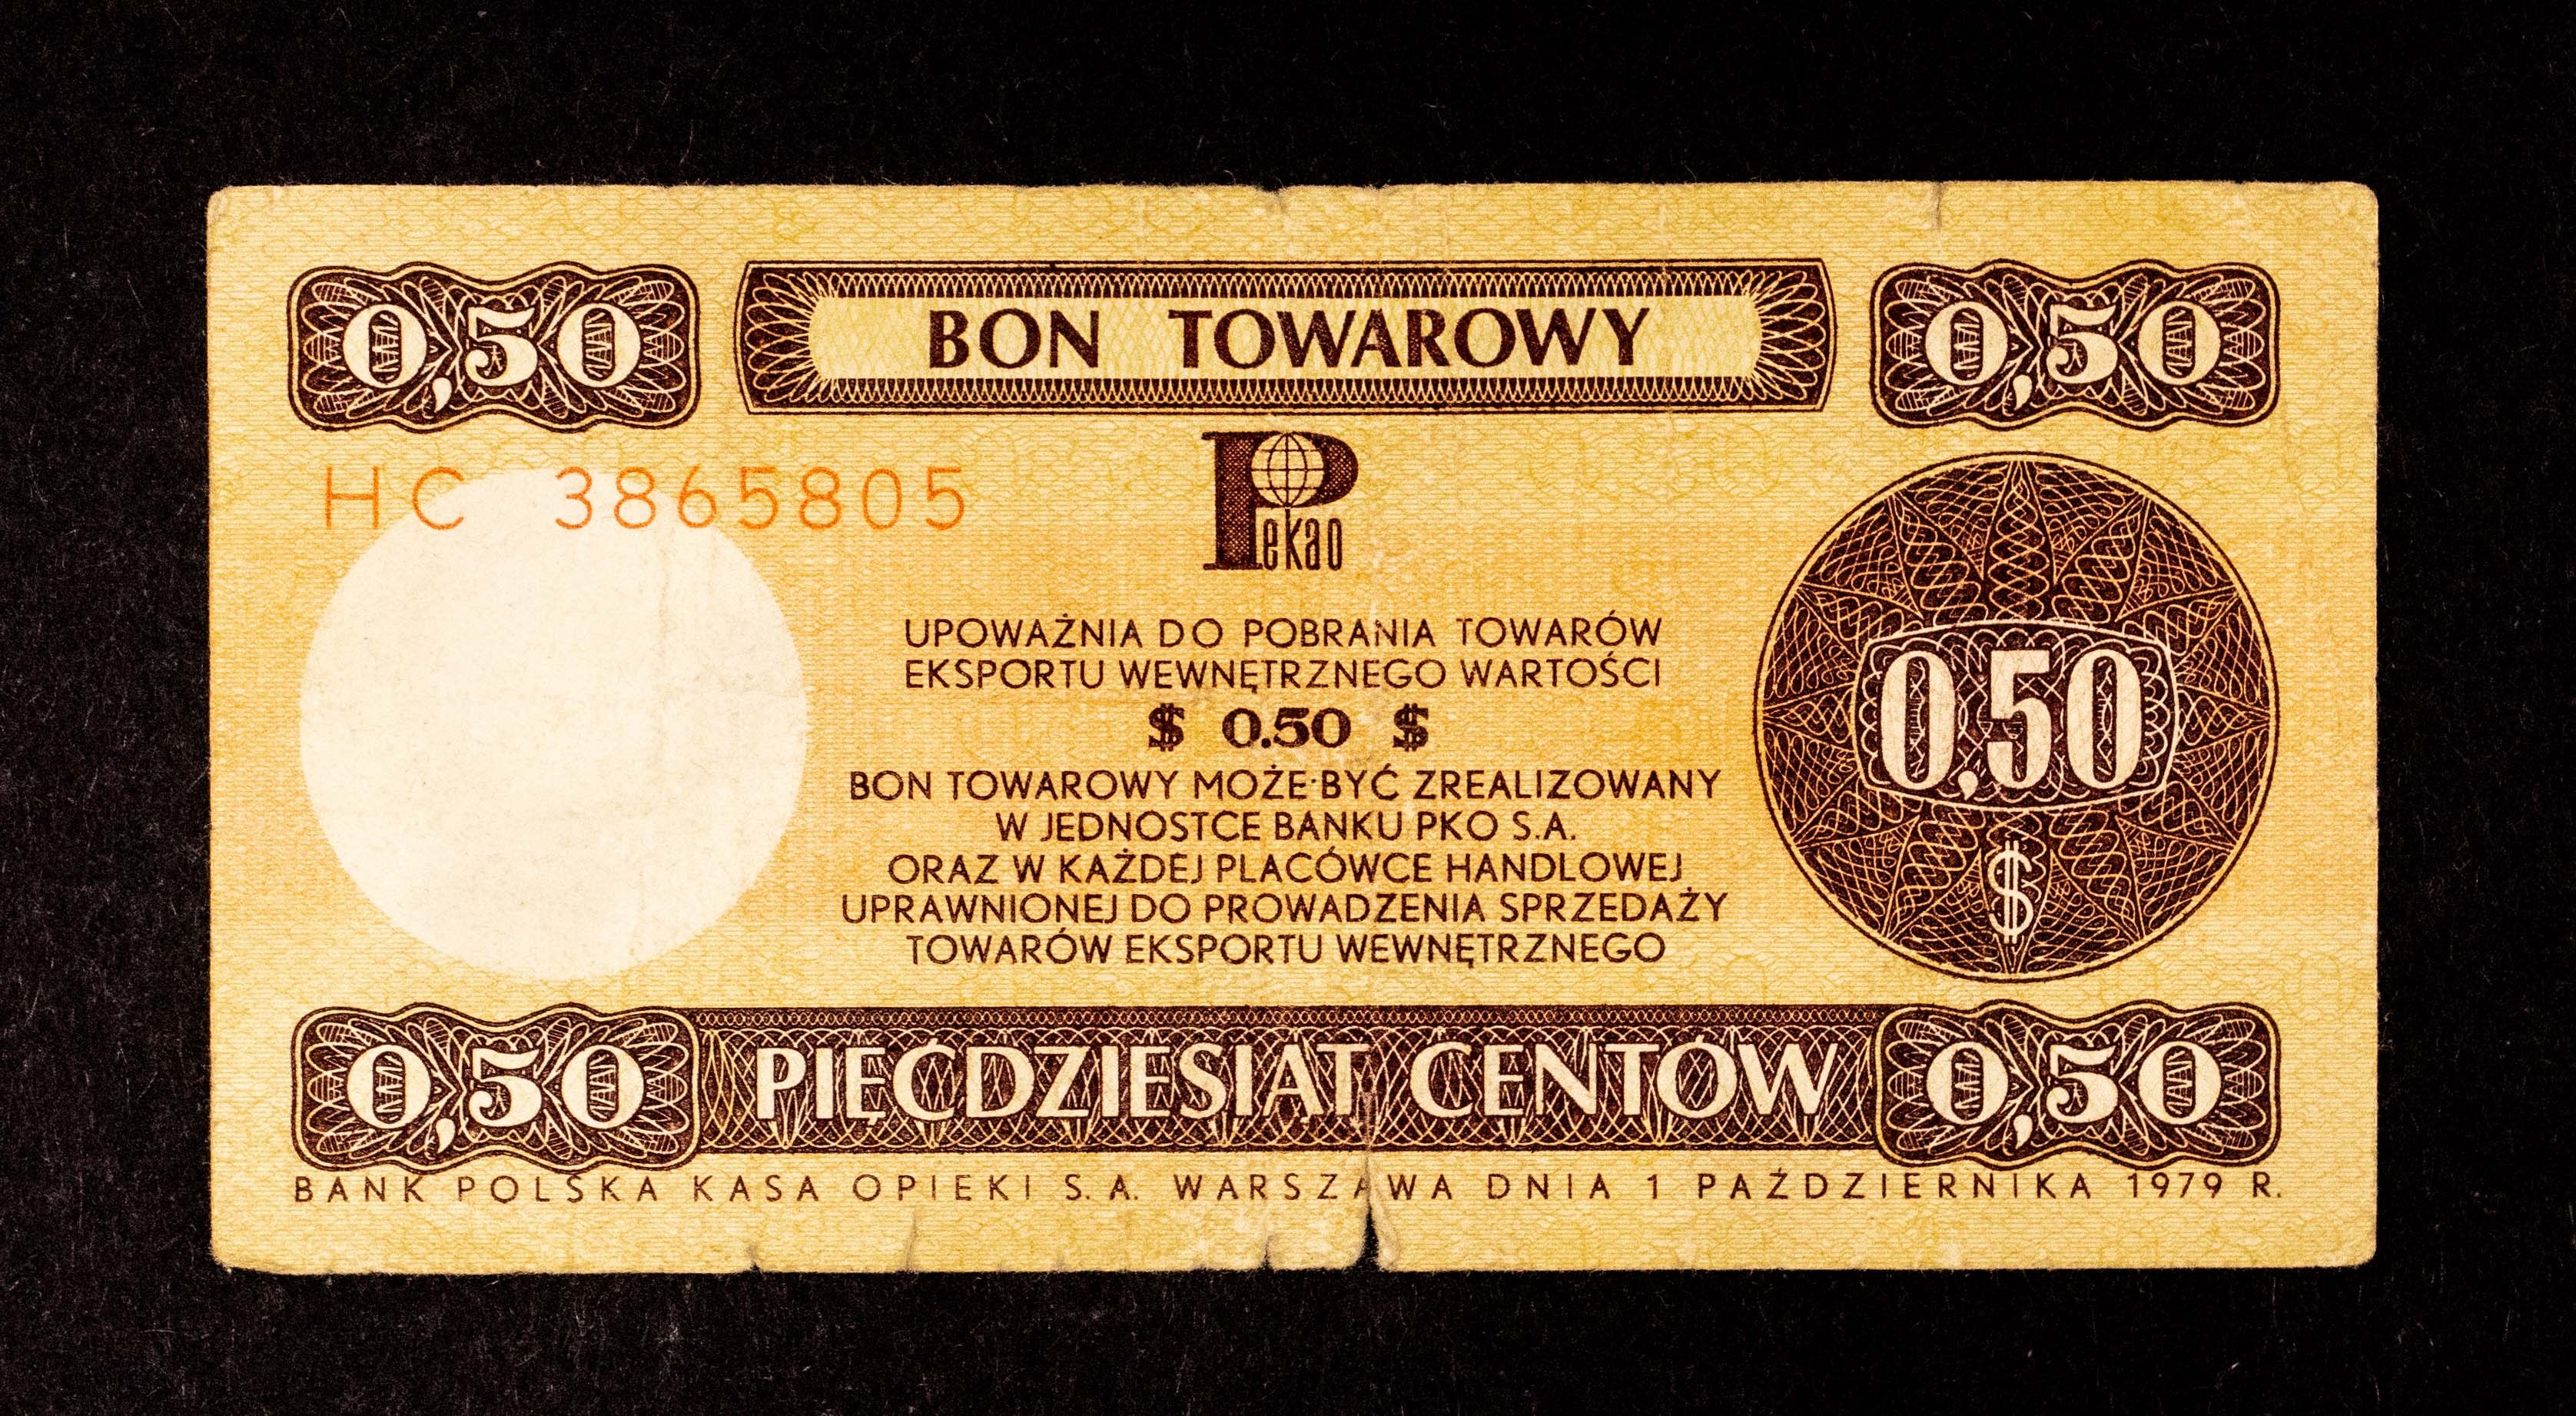 0,50 BON TOWAROWY 0,50
HC 3865805
Pekao
UPOWAŻNIA DO POBRANIA TOWARÓW
EKSPORTU WEWNĘTRZNEGO WARTOŚCI
$ 0.50 $
0,50
$
BON TOWAROWY MOŻE BYĆ ZREALIZOWANY
W JEDNOSTCE BANKU PKO S.A.
ORAZ W KAŻDEJ PLACÓWCE HANDLOWEJ
UPRAWNIONEJ DO PROWADZENIA SPRZEDAŻY
TOWARÓW EKSPORTU WEWNĘTRZNEGO
0,50 PIĘĆDZIESIĄT CENTÓW 0,50
BANK POLSKA KASA OPIEKI S.A. WARSZAWA DNIA 1 PAŹDZIERNIKA 1979 R.